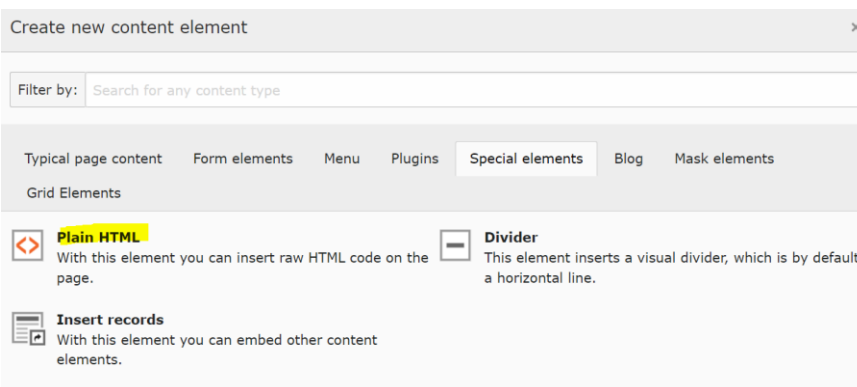 Create new content element
Filter by: Search for any content type
Typical page content Form elements Menu Plugins Special elements Blog Mask elements
Grid Elements
Plain HTML
With this element you can insert raw HTML code on the
page.
Divider
This element inserts a visual divider, which is by default
a horizontal line.
Insert records
With this element you can embed other content
elements.